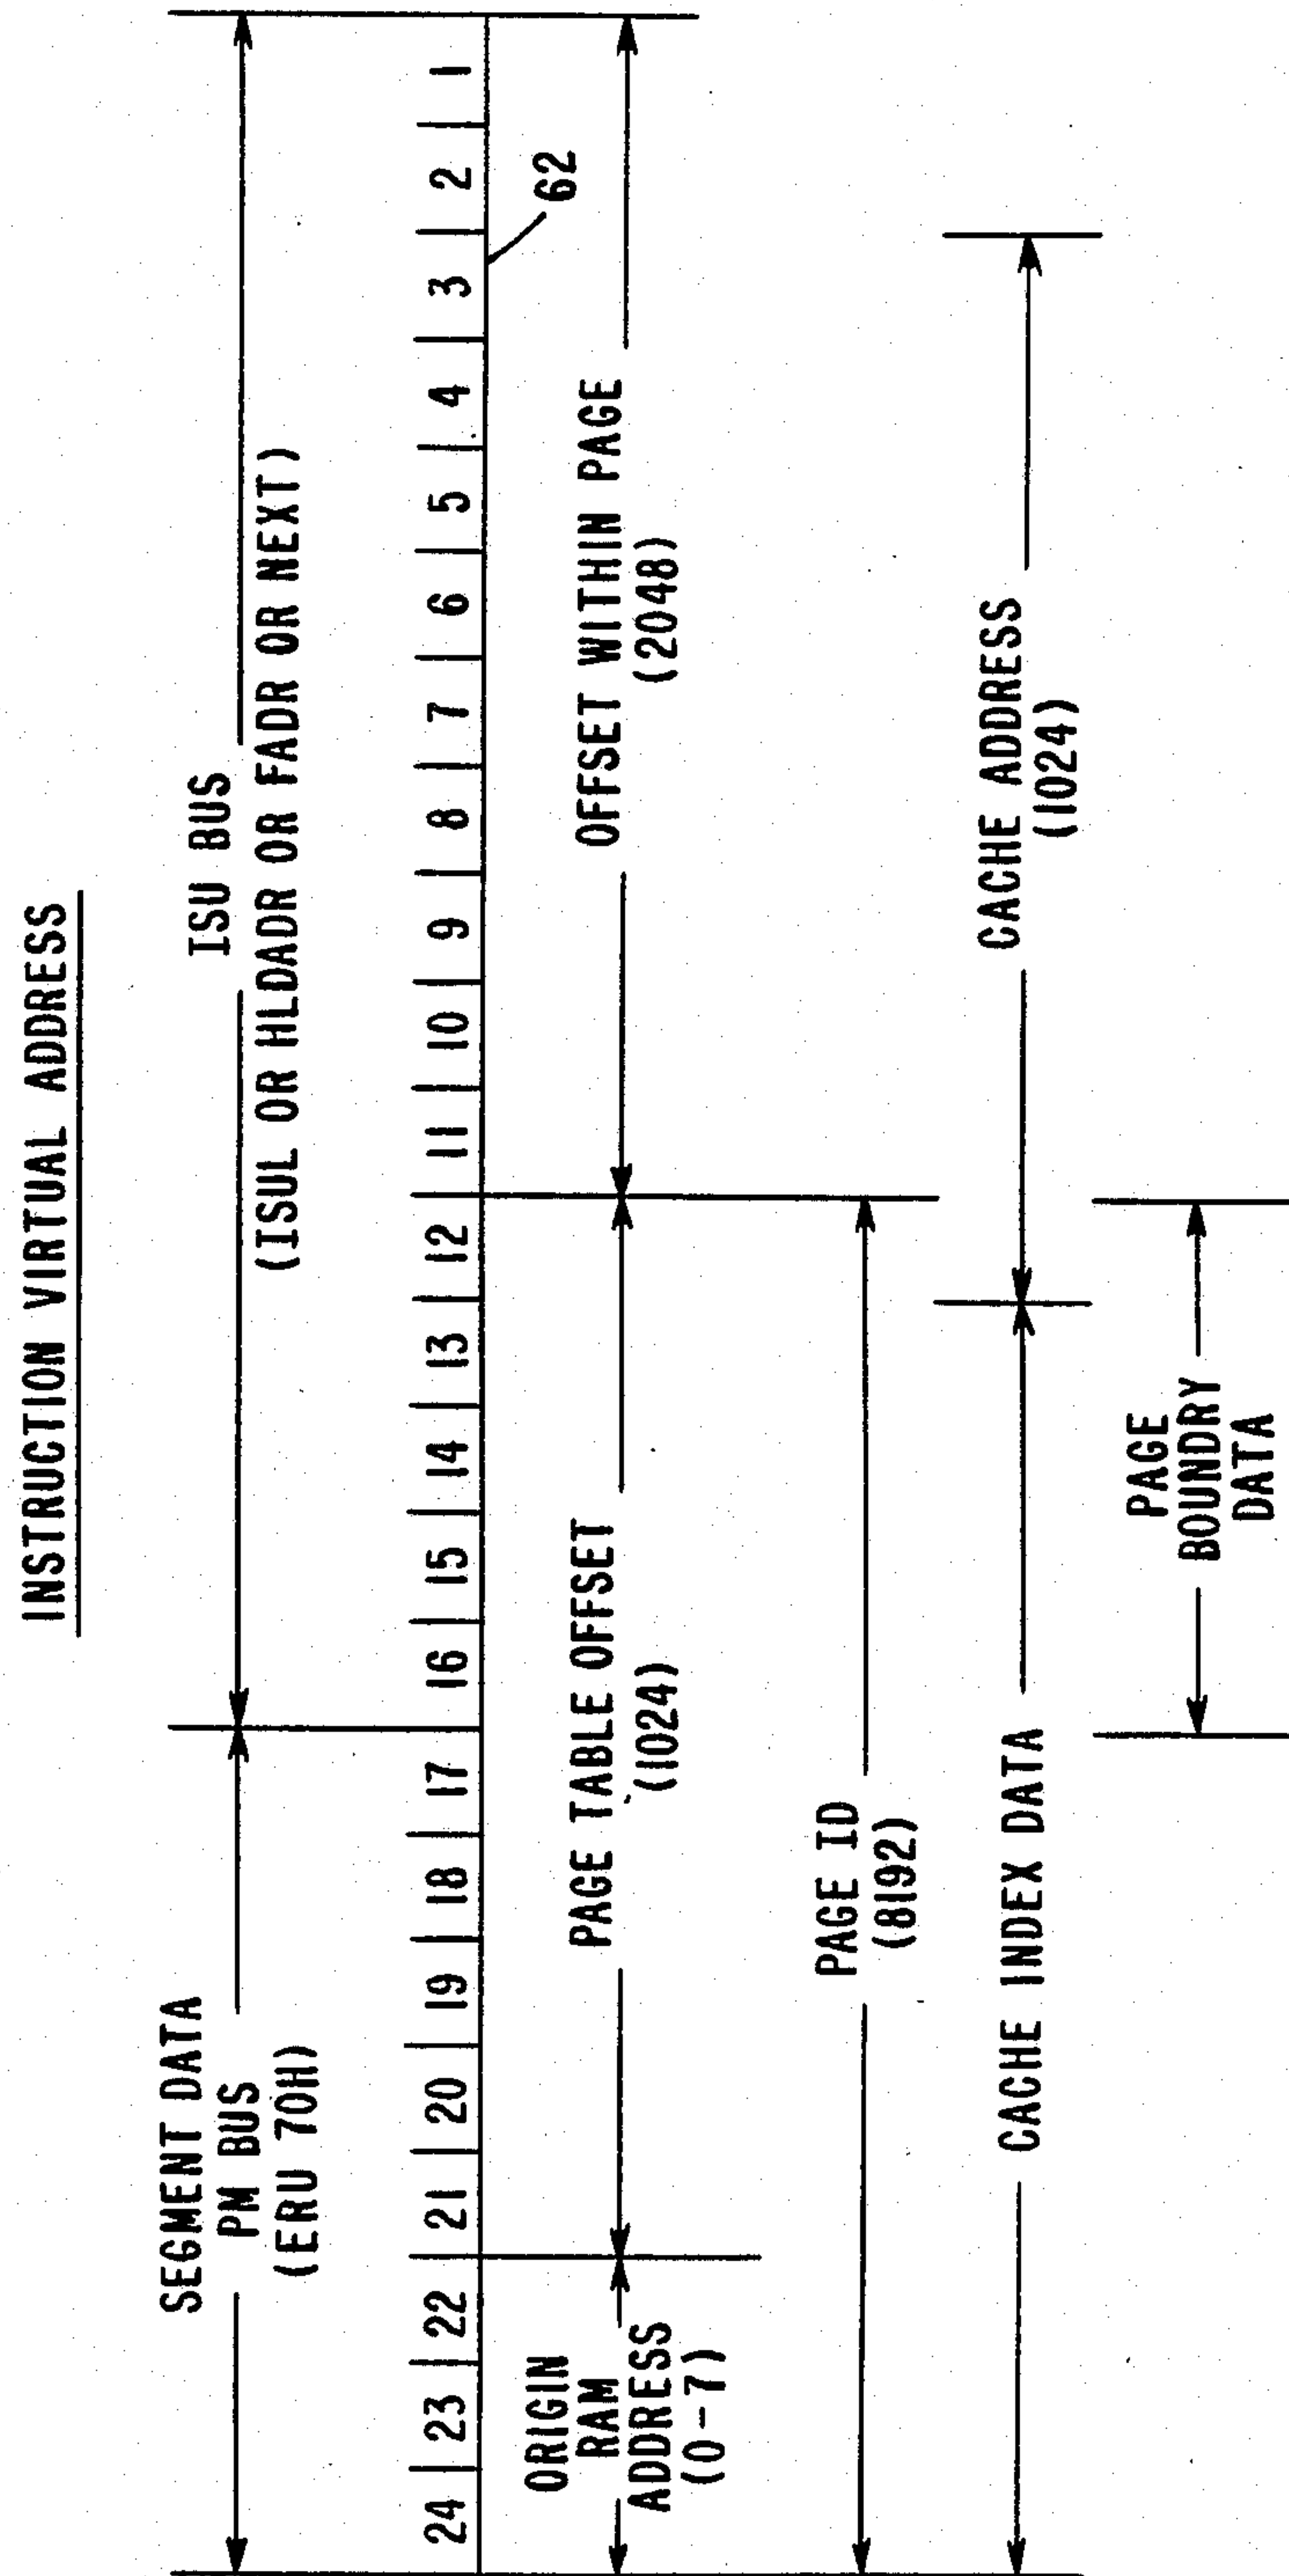 INSTRUCTION VIRTUAL ADDRESS
SEGMENT DATA
PM BUS
(ERU 70H)
ISU BUS
(ISUL OR HLDADR OR FADR OR NEXT)
24 23 22 21 20 19 18 17 16 15 14 13 12 11 10 9 8 7 6 5 4 3 2 1
62
ORIGIN
RAM
ADDRESS
(0-7)
PAGE TABLE OFFSET
(1024)
OFFSET WITHIN PAGE
(2048)
PAGE ID
(8192)
CACHE INDEX DATA
CACHE ADDRESS
(1024)
PAGE
BOUNDRY
DATA